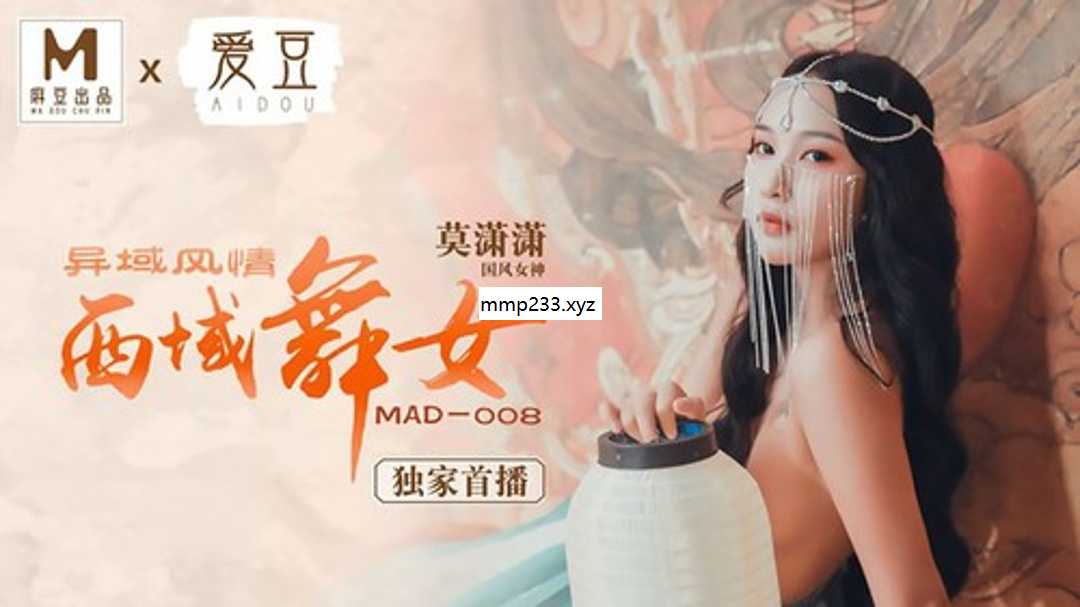 M
麻豆出品
MA DOU CHU PIN
x
爱豆
AIDOU
莫潇潇
国风女神
异域风情
mmp233.xyz
西域舞女
MAD-008
独家首播